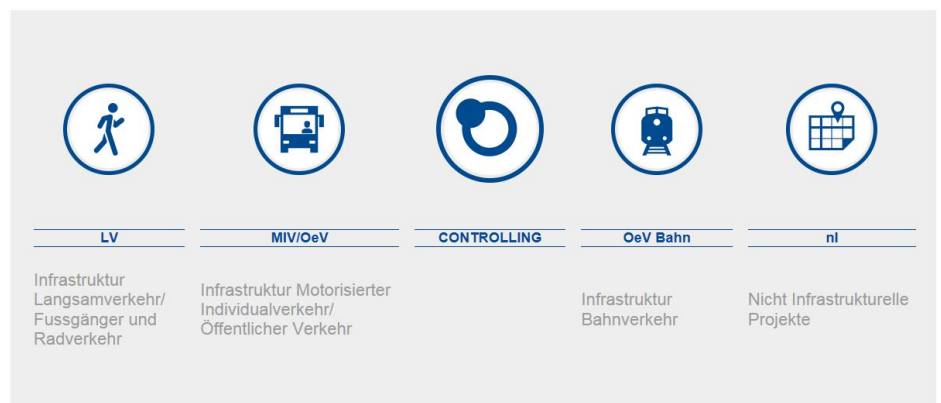 LV
MIV/OeV
CONTROLLING
OeV Bahn
nI
Infrastruktur
Langsamverkehr/
Fussgänger und
Radverkehr
Infrastruktur Motorisierter
Individualverkehr/
Öffentlicher Verkehr
Infrastruktur
Bahnverkehr
Nicht Infrastrukturelle
Projekte